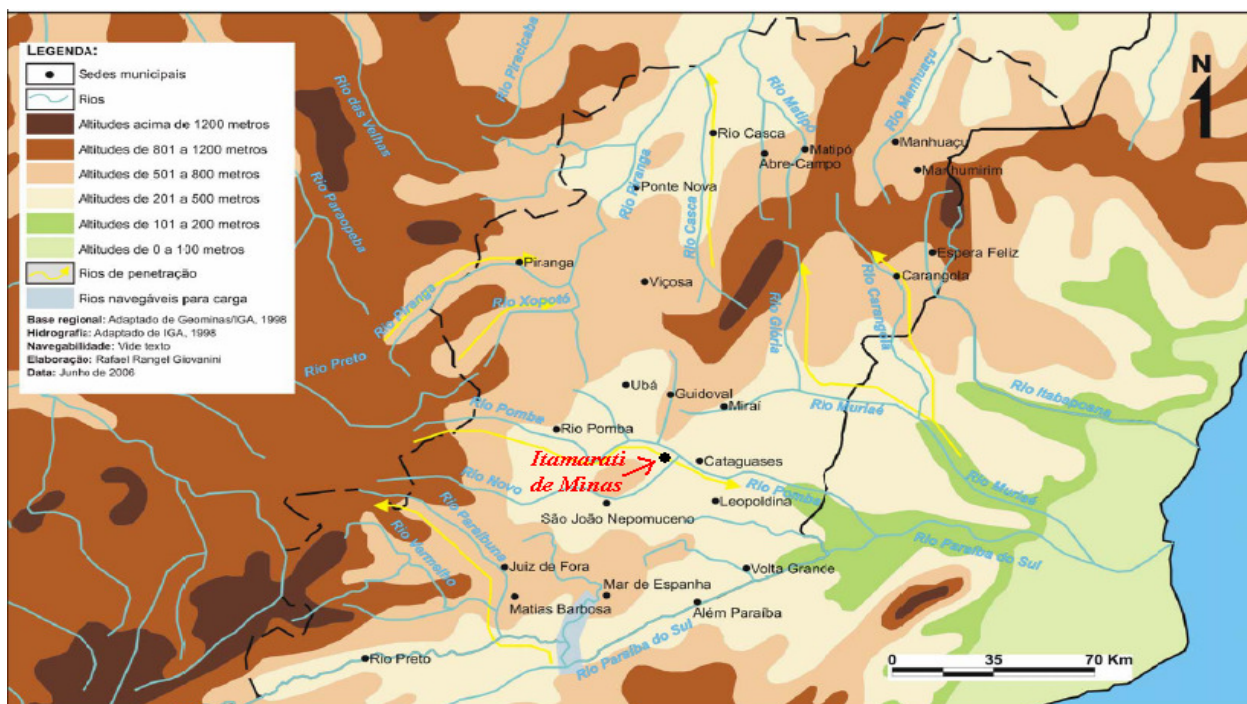 LEGENDA:
Sedes municipais
Rios
Altitudes acima de 1200 metros
Altitudes de 801 a 1200 metros
Altitudes de 501 a 800 metros
Altitudes de 201 a 500 metros
Altitudes de 101 a 200 metros
Altitudes de 0 a 100 metros
Rios de penetração
Rios navegáveis para carga
Base regional: Adaptado de Geominas/IGA, 1998
Hidrografia: Adaptado de IGA, 1998
Navegabilidade: Vide texto
Elaboração: Rafael Rangel Giovanini
Data: Junho de 2006
Rio das Velhas
Rio Piracicaba
Rio Paraopeba
Rio Piranga
Rio Casca
Rio Matipó
Rio Manhuaçu
N
Rio Casca
Matipó
Abre-Campo
Manhuaçu
Manhumirim
Ponte Nova
Espera Feliz
Carangola
Piranga
Viçosa
Rio Piranga
Rio Xopotó
Rio Glória
Rio Carangola
Rio Preto
Ubá
Guidoval
Miraí
Rio Muriaé
Rio Itabapoana
Rio Pomba
Rio Pomba
Itamarati
de Minas
Cataguases
Rio Pomba
Rio Muriaé
Rio Novo
Leopoldina
São João Nepomuceno
Rio Paraibuna
Rio Vermelho
Rio Paraíba do Sul
Juiz de Fora
Volta Grande
Mar de Espanha
Matias Barbosa
Além Paraíba
Rio Paraíba do Sul
Rio Preto
0 35 70 Km